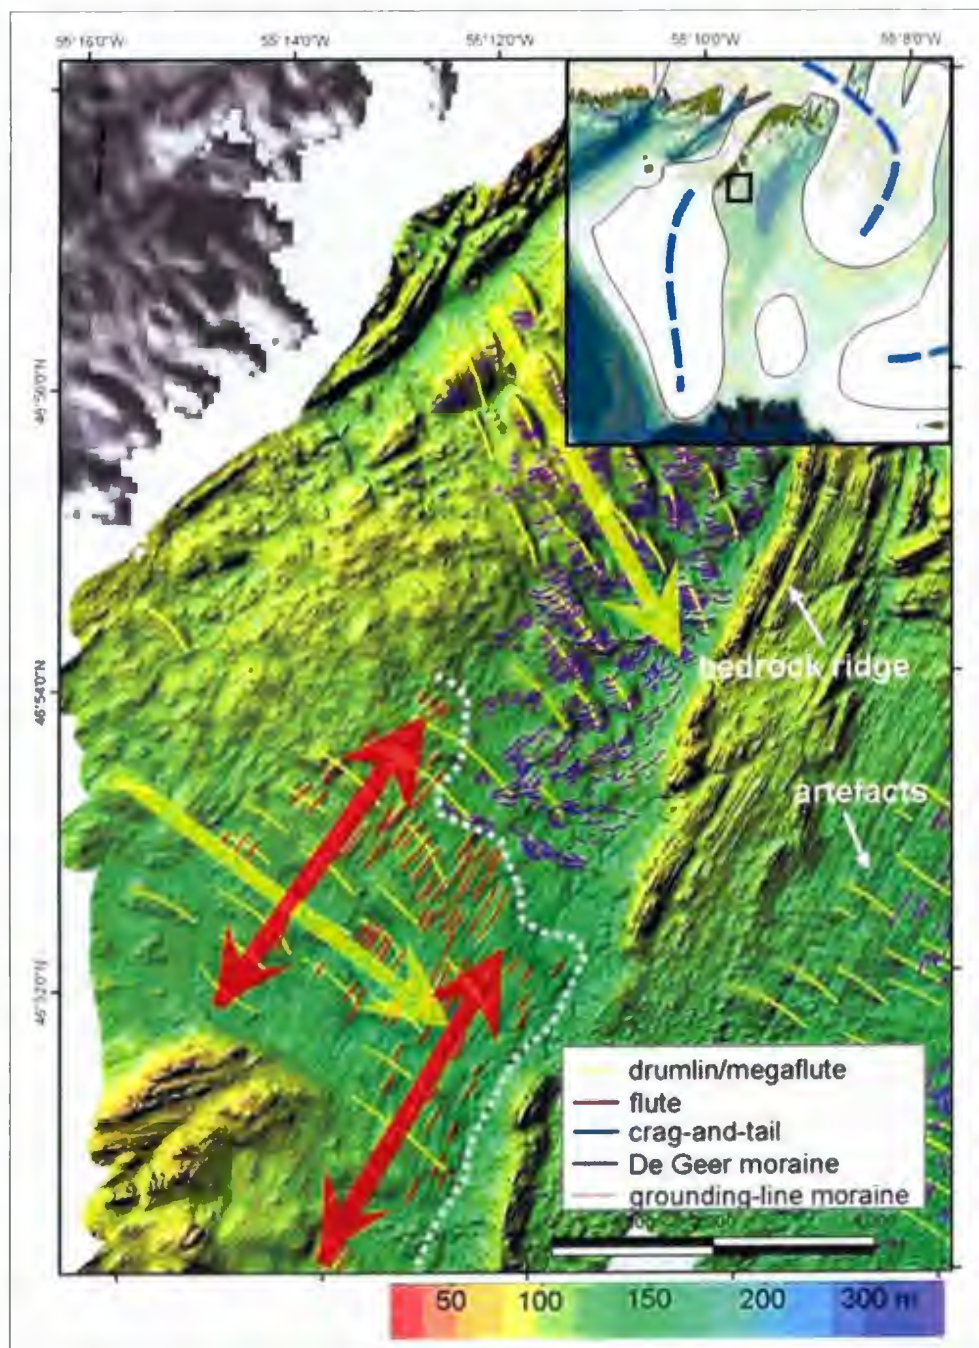 55°16'0"W 55°14'0"W 55°12'0"W 55°10'0"W 55°8'0"W
46°54'0"N
bedrock ridge
artefacts
drumlin/megaflute
flute
crag-and-tail
De Geer moraine
grounding-line moraine
50 100 150 200 300 m